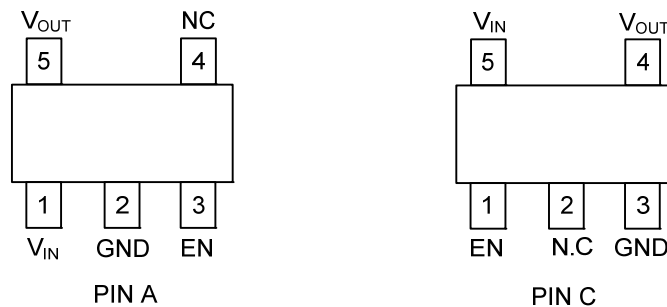 VOUT NC VIN VOUT
5 4 5 4
1 2 3 1 2 3
VIN GND EN EN N.C GND
PIN A PIN C